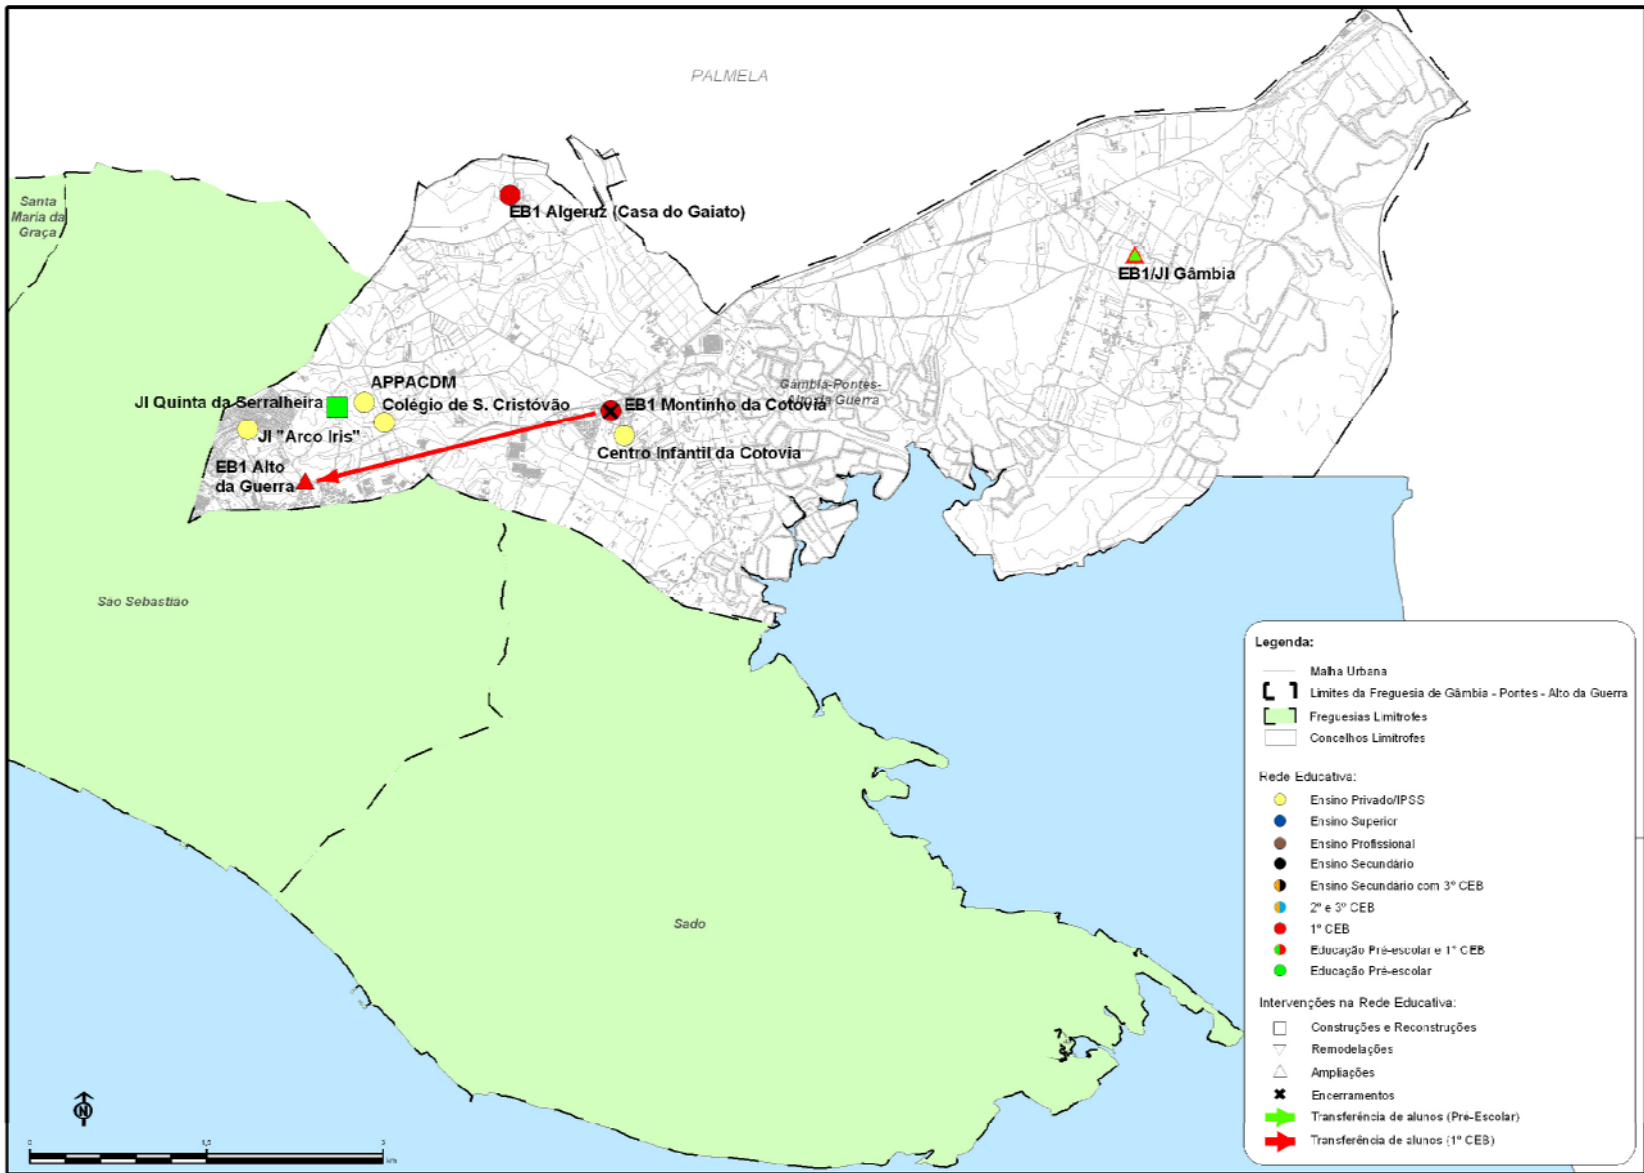 PALMELA
Santa
Maria da
Graça
EB1 Algeruz (Casa do Gaiato)
EB1/JI Gâmbia
APPACDM
JI Quinta da Serralheira
Colégio de S. Cristóvão
Gâmbia-Pontes-
Alto da Guerra
EB1 Montinho da Cotovia
JI "Arco Iris"
Centro Infantil da Cotovia
EB1 Alto
da Guerra
São Sebastião
Sado
N
0 1,5 3
km
Legenda:
Malha Urbana
Limites da Freguesia de Gâmbia - Pontes - Alto da Guerra
Freguesias Limítrofes
Concelhos Limítrofes
Rede Educativa:
Ensino Privado/IPSS
Ensino Superior
Ensino Profissional
Ensino Secundário
Ensino Secundário com 3º CEB
2º e 3º CEB
1º CEB
Educação Pré-escolar e 1º CEB
Educação Pré-escolar
Intervenções na Rede Educativa:
Construções e Reconstruções
Remodelações
Ampliações
Encerramentos
Transferência de alunos (Pré-Escolar)
Transferência de alunos (1º CEB)